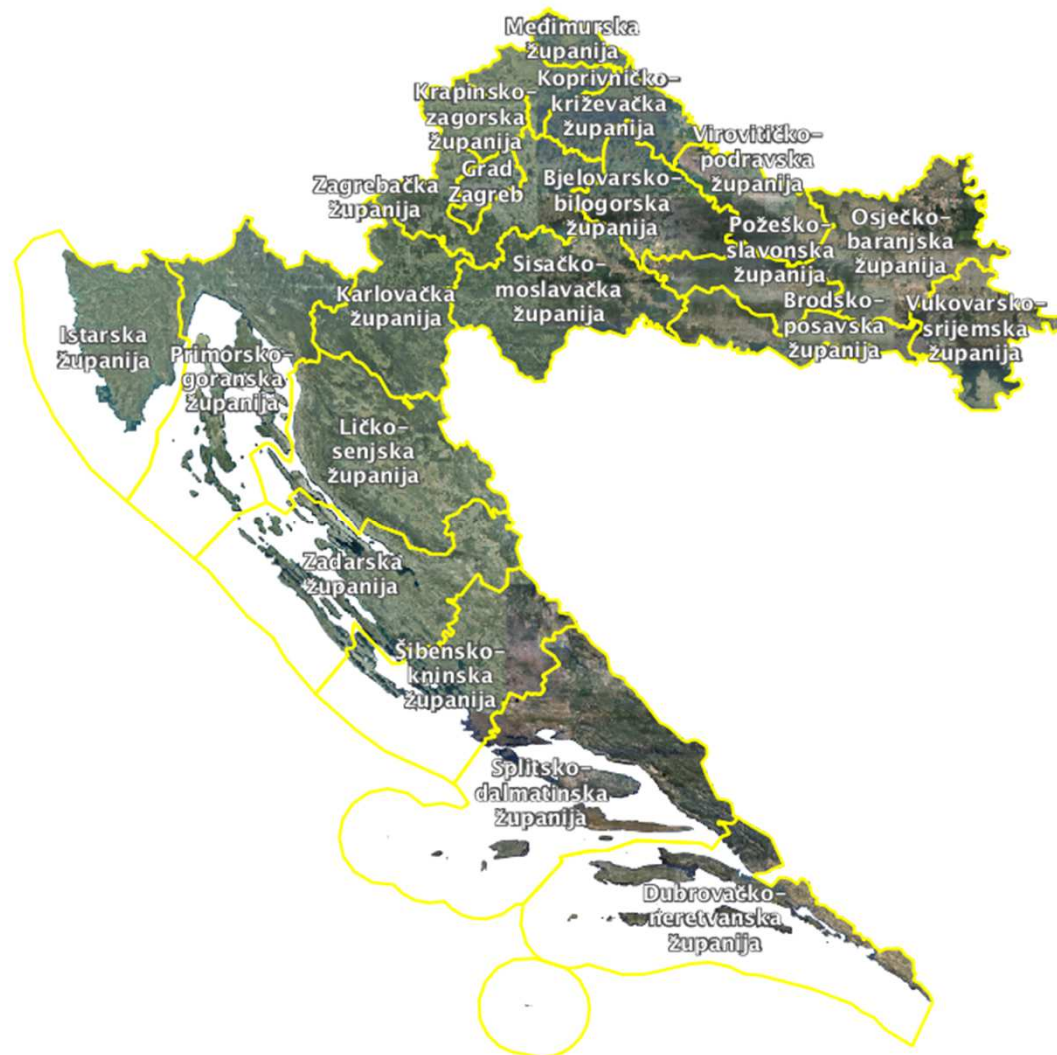 Međimurska
županija
Koprivničko-
križevačka
županija
Krapinsko-
zagorska
županija
Virovitičko-
podravska
županija
Grad
Zagreb
Zagrebačka
županija
Bjelovarsko-
bilogorska
županija
Osječko-
baranjska
županija
Požeško-
slavonska
županija
Sisačko-
moslavačka
županija
Karlovačka
županija
Brodsko-
posavska
županija
Vukovarsko-
srijemska
županija
Istarska
županija
Primorsko-
goranska
županija
Ličko-
senjska
županija
Zadarska
županija
Šibensko-
kninska
županija
Splitsko-
dalmatinska
županija
Dubrovačko-
neretvanska
županija